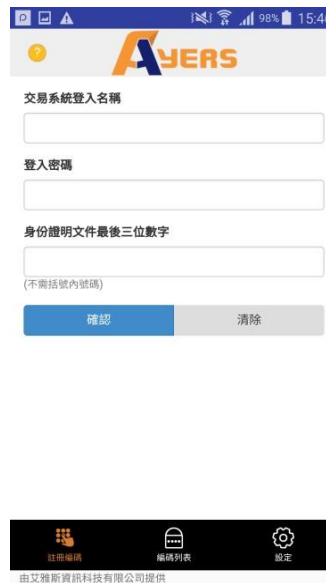 98% 15:46
?
AYERS
交易系統登入名稱
登入密碼
身份證明文件最後三位數字
(不需括號內號碼)
確認 清除
註冊編碼 編碼列表 設定
由艾雅斯資訊科技有限公司提供